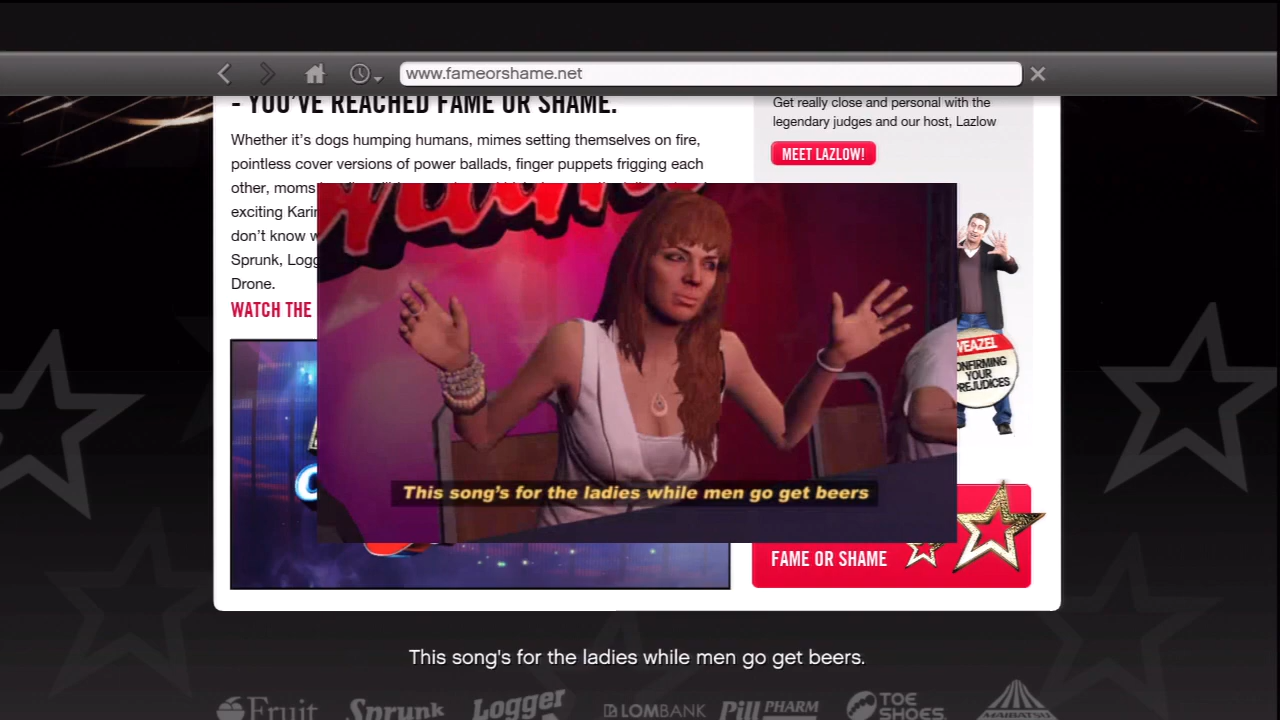 www.fameorshame.net
- YOU'VE REACHED FAME OR SHAME.
Whether it's dogs humping humans, mimes setting themselves on fire,
pointless cover versions of power ballads, finger puppets frigging each
other, moms
exciting Karin
don't know w
Sprunk, Logg
Drone.
WATCH THE
Get really close and personal with the
legendary judges and our host, Lazlow
MEET LAZLOW!
WEAZEL
CONFIRMING
YOUR
PREJUDICES
This song's for the ladies while men go get beers
FAME OR SHAME
This song's for the ladies while men go get beers.
Fruit
Sprunk
Logger
LOMBANK
Pill PHARM
TOE
SHOES
MAIBATSU